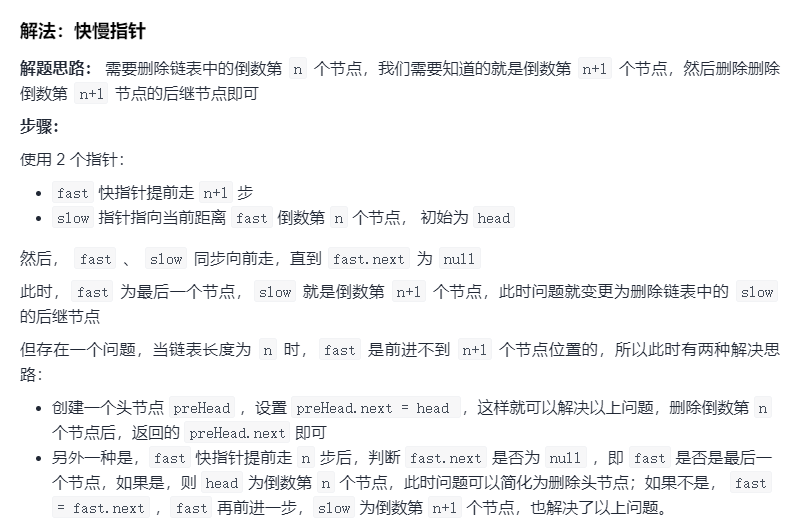 解法：快慢指针
解题思路： 需要删除链表中的倒数第 n 个节点，我们需要知道的就是倒数第 n+1 个节点，然后删除删除
倒数第 n+1 节点的后继节点即可
步骤：
使用 2 个指针：
• fast 快指针提前走 n+1 步
• slow 指针指向当前距离 fast 倒数第 n 个节点， 初始为 head
然后， fast 、 slow 同步向前走，直到 fast.next 为 null
此时， fast 为最后一个节点， slow 就是倒数第 n+1 个节点，此时问题就变更为删除链表中的 slow
的后继节点
但存在一个问题，当链表长度为 n 时， fast 是前进不到 n+1 个节点位置的，所以此时有两种解决思
路：
• 创建一个头节点 preHead ，设置 preHead.next = head ，这样就可以解决以上问题，删除倒数第 n
个节点后，返回的 preHead.next 即可
• 另外一种是， fast 快指针提前走 n 步后，判断 fast.next 是否为 null ，即 fast 是否是最后一
个节点，如果是，则 head 为倒数第 n 个节点，此时问题可以简化为删除头节点；如果不是， fast
= fast.next ， fast 再前进一步， slow 为倒数第 n+1 个节点，也解决了以上问题。